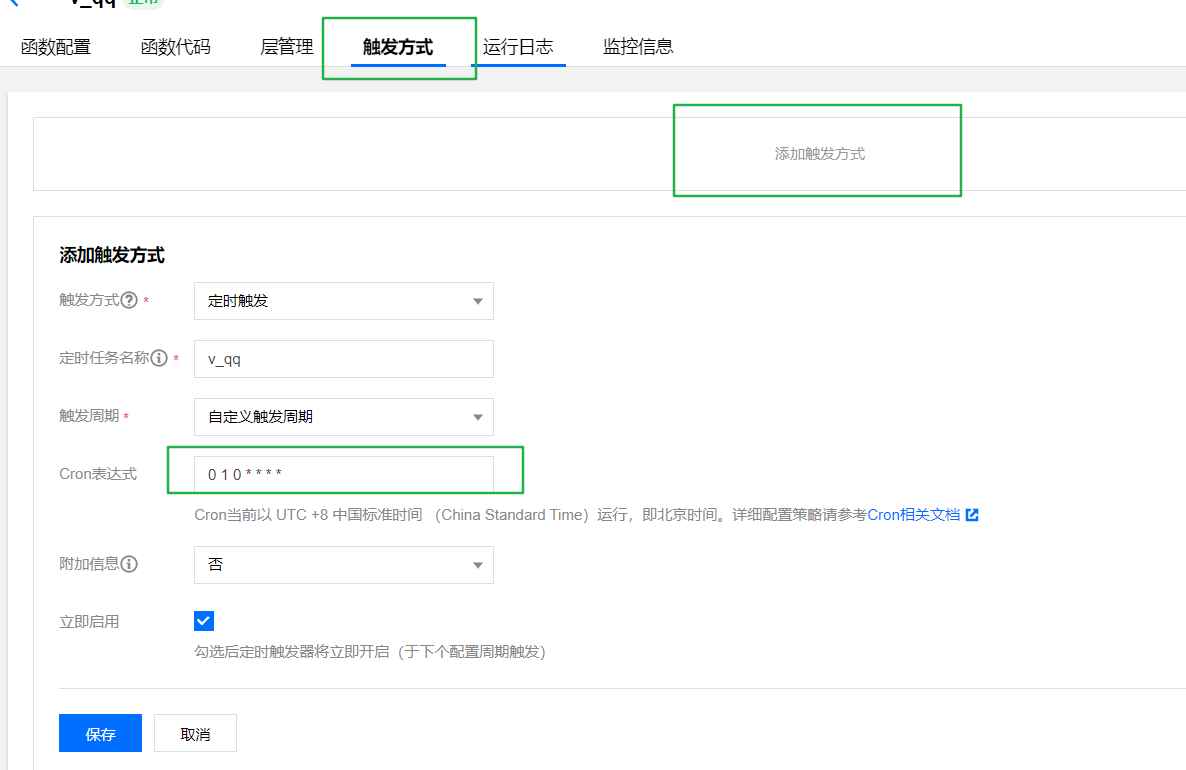 v_qq 正常
函数配置 函数代码 层管理 触发方式 运行日志 监控信息
添加触发方式
添加触发方式
触发方式 *
定时触发
定时任务名称 *
v_qq
触发周期 *
自定义触发周期
Cron表达式
0 1 0 * * * *
Cron当前以 UTC +8 中国标准时间 （China Standard Time）运行，即北京时间。详细配置策略请参考Cron相关文档
附加信息
否
立即启用
勾选后定时触发器将立即开启（于下个配置周期触发）
保存 取消